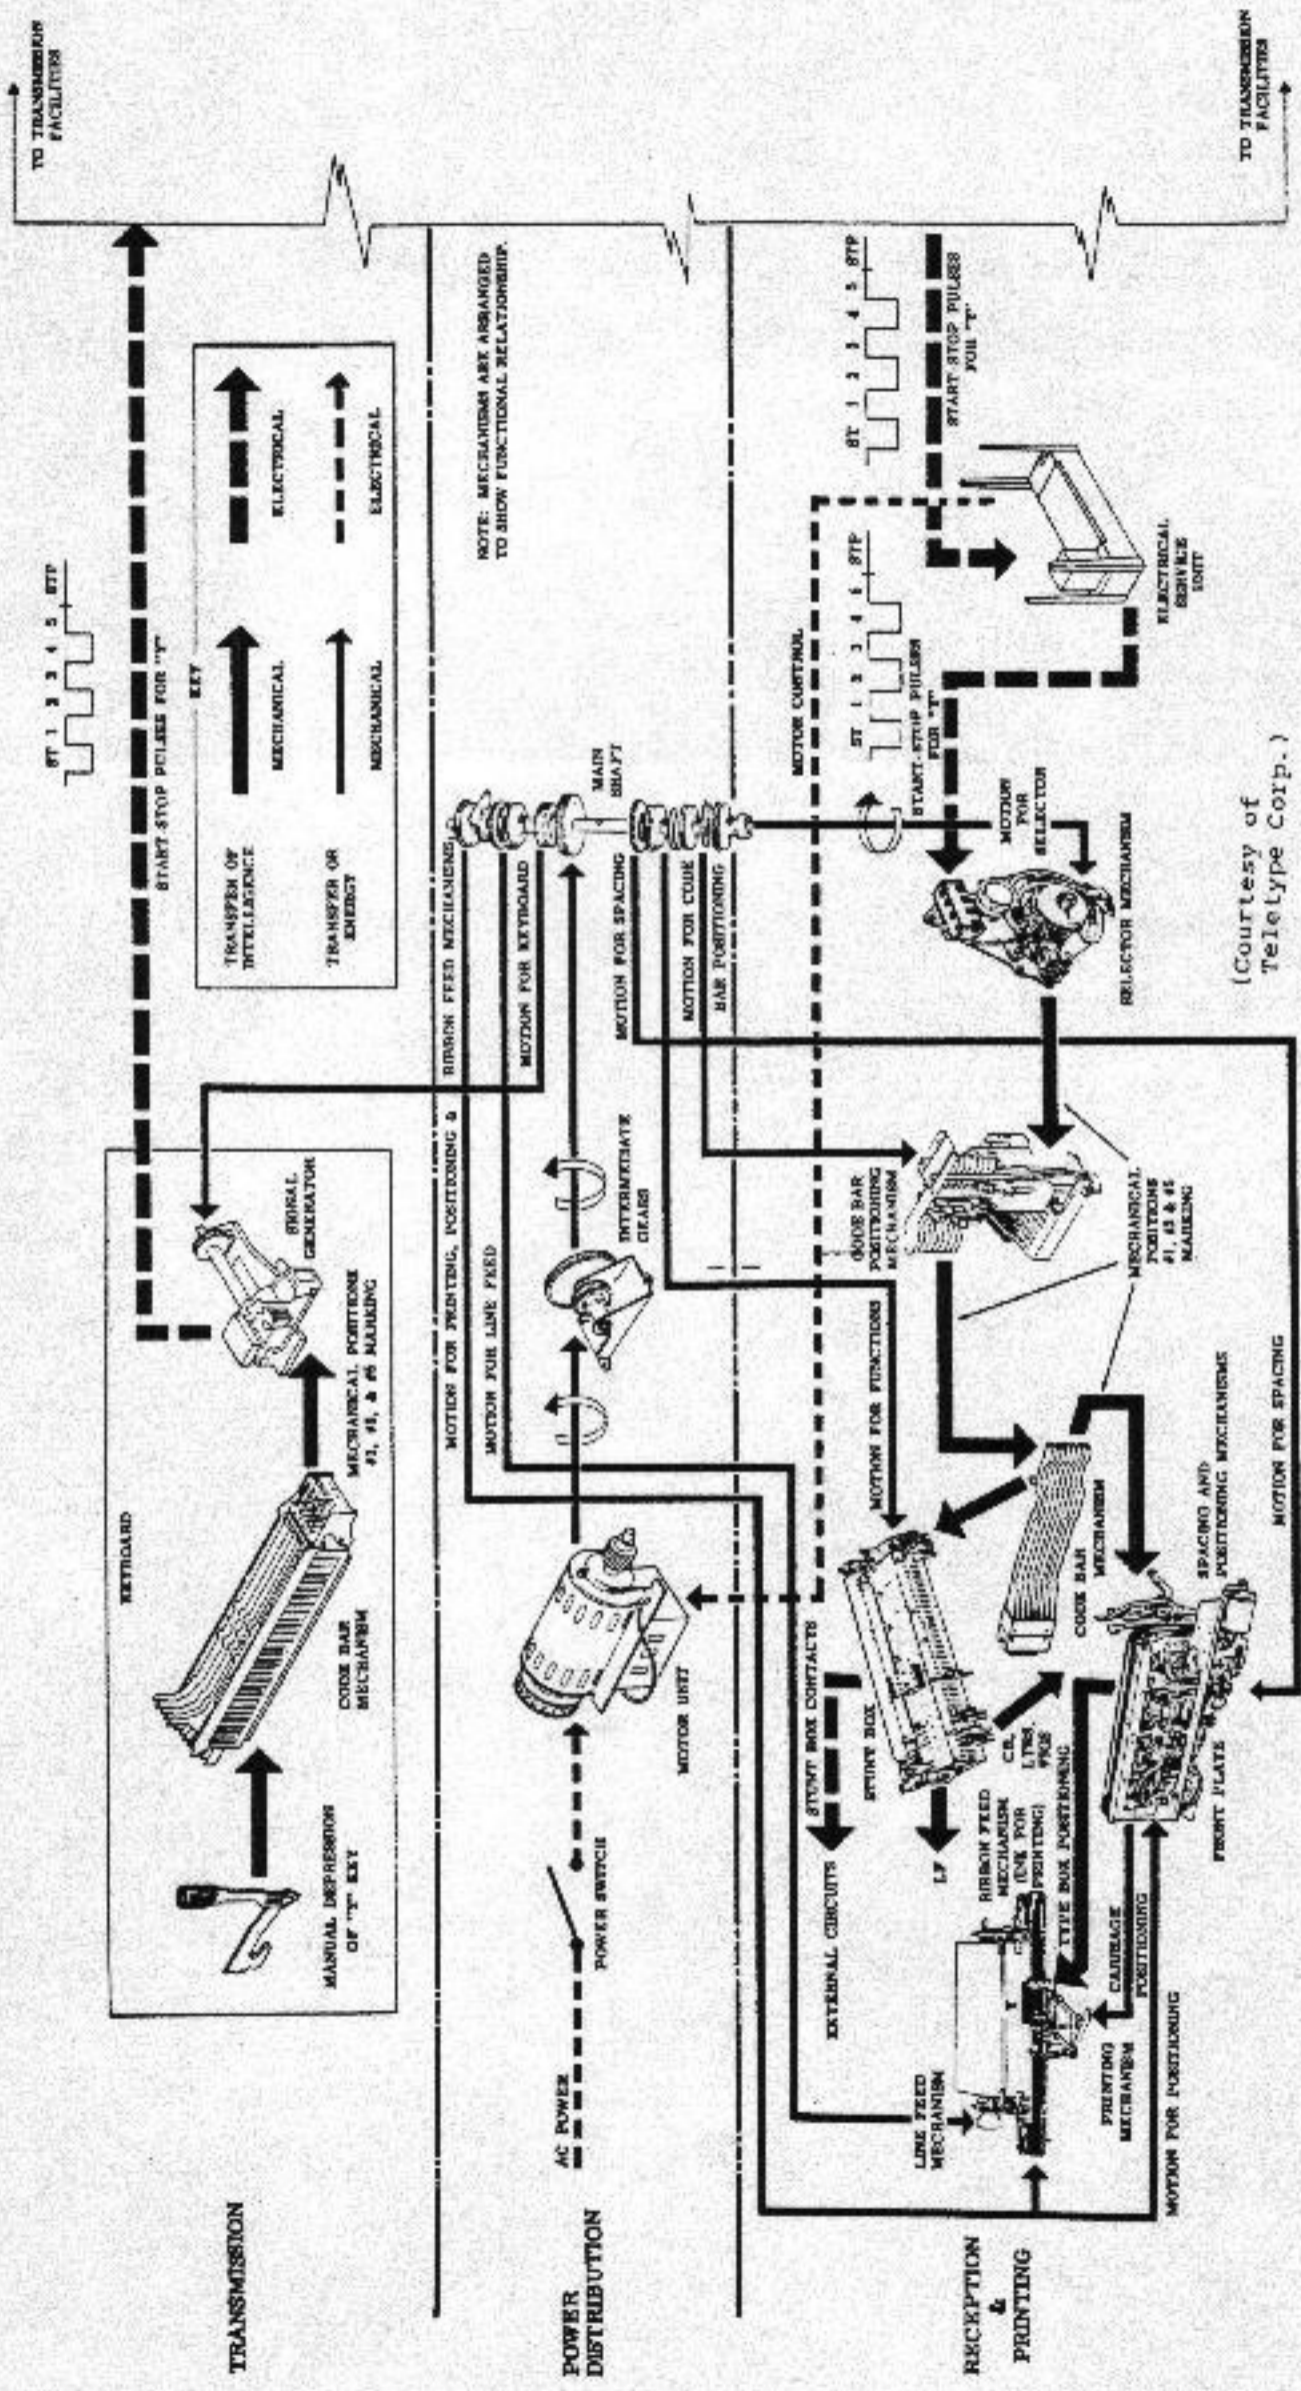 TRANSMISSION
KEYBOARD
MANUAL DEPRESSION
OF "Y" KEY
CODE BAR
MECHANISM
MECHANICAL POSITIONS
MARKING
SIGNAL
GENERATOR
START STOP PULSES FOR "Y"
ST 1 2 3 4 5 STP
TO TRANSMISSION
FACILITIES
KEY
TRANSFER OF
INTELLIGENCE
MECHANICAL
ELECTRICAL
TRANSFER OR
ENERGY
MECHANICAL
ELECTRICAL
POWER
DISTRIBUTION
AC POWER
POWER SWITCH
MOTOR UNIT
INTERMEDIATE
GEARS
MAIN
SHAFT
NOTE: MECHANISMS ARE ARRANGED
TO SHOW FUNCTIONAL RELATIONSHIP.
MOTION FOR PRINTING, POSITIONING & RIBBON FEED MECHANISMS
MOTION FOR LINE FEED
MOTION FOR KEYBOARD
MOTION FOR SPACING
MOTION FOR CODE
BAR POSITIONING
RECEPTION
&
PRINTING
MOTOR CONTROL
ST 1 2 3 4 5 STP
START STOP PULSES
FOR "Y"
ELECTRICAL
SERVICE
UNIT
ST 1 2 3 4 STP
START-STOP PULSES
FOR "Y"
MOTION
FOR
SELECTOR
SELECTOR MECHANISM
CODE BAR
POSITIONING
MECHANISM
MECHANICAL
POSITIONS
#1, #3 & #5
MARKING
MOTION FOR FUNCTIONS
STUNT BOX CONTACTS
STUNT BOX
EXTERNAL CIRCUITS
LF
CR,
LTRS,
FIGS
CODE BAR
MECHANISM
SPACING AND
POSITIONING MECHANISMS
MOTION FOR SPACING
FRONT PLATE
RIBBON FEED
MECHANISM
(INK FOR
PRINTING)
TYPE BOX POSITIONING
CARRIAGE
POSITIONING
LINE FEED
MECHANISM
Y
PRINTING
MECHANISM
MOTION FOR POSITIONING
TO TRANSMISSION
FACILITIES
(Courtesy of
Teletype Corp.)